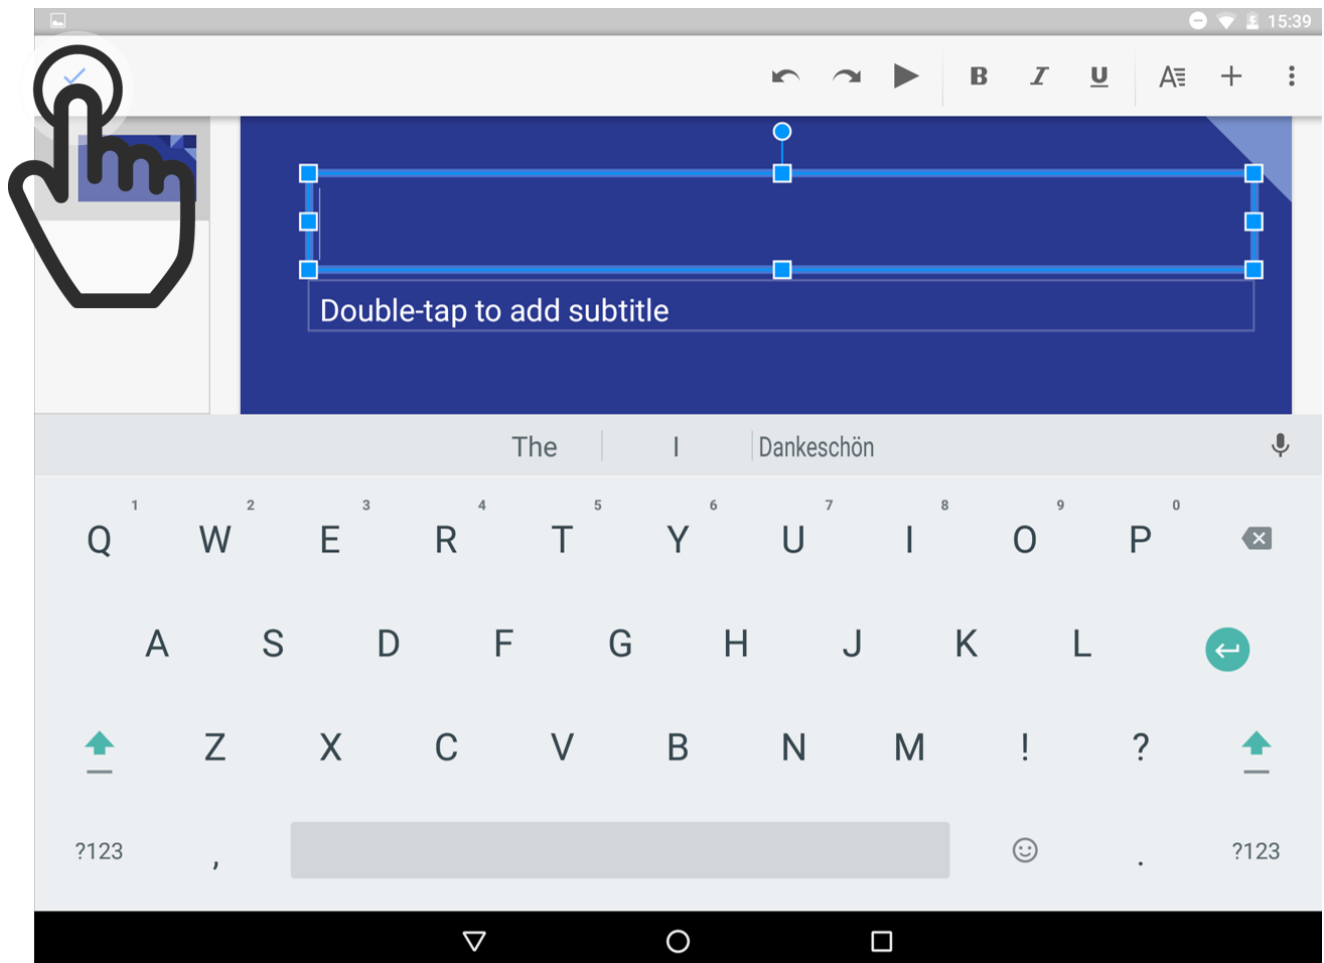 15:39
B I U A
Double-tap to add subtitle
The I Dankeschön
1 2 3 4 5 6 7 8 9 0
Q W E R T Y U I O P
A S D F G H J K L
Z X C V B N M ! ?
?123 , . ?123